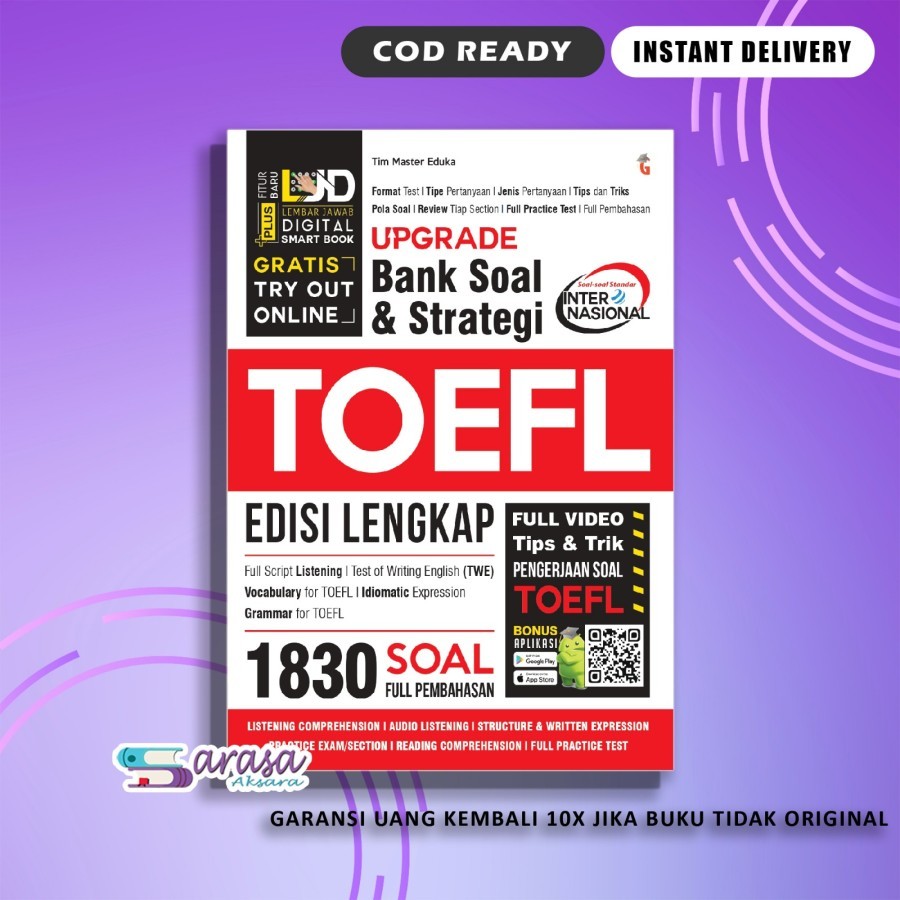 COD READY
INSTANT DELIVERY
Tim Master Eduka
G
FITUR BARU
PLUS
LJD
LEMBAR JAWAB
DIGITAL
SMART BOOK
GRATIS
TRY OUT
ONLINE
Format Test | Tipe Pertanyaan | Jenis Pertanyaan | Tips dan Triks
Pola Soal | Review Tiap Section | Full Practice Test | Full Pembahasan
UPGRADE
Bank Soal
& Strategi
Soal-soal Standar
INTER
NASIONAL
TOEFL
EDISI LENGKAP
Full Script Listening | Test of Writing English (TWE)
Vocabulary for TOEFL | Idiomatic Expression
Grammar for TOEFL
1830 SOAL
FULL PEMBAHASAN
FULL VIDEO
Tips & Trik
PENGERJAAN SOAL
TOEFL
BONUS
APLIKASI
Google Play
App Store
LISTENING COMPREHENSION | AUDIO LISTENING | STRUCTURE & WRITTEN EXPRESSION
PRACTICE EXAM/SECTION | READING COMPREHENSION | FULL PRACTICE TEST
Sarasa
Aksara
GARANSI UANG KEMBALI 10X JIKA BUKU TIDAK ORIGINAL